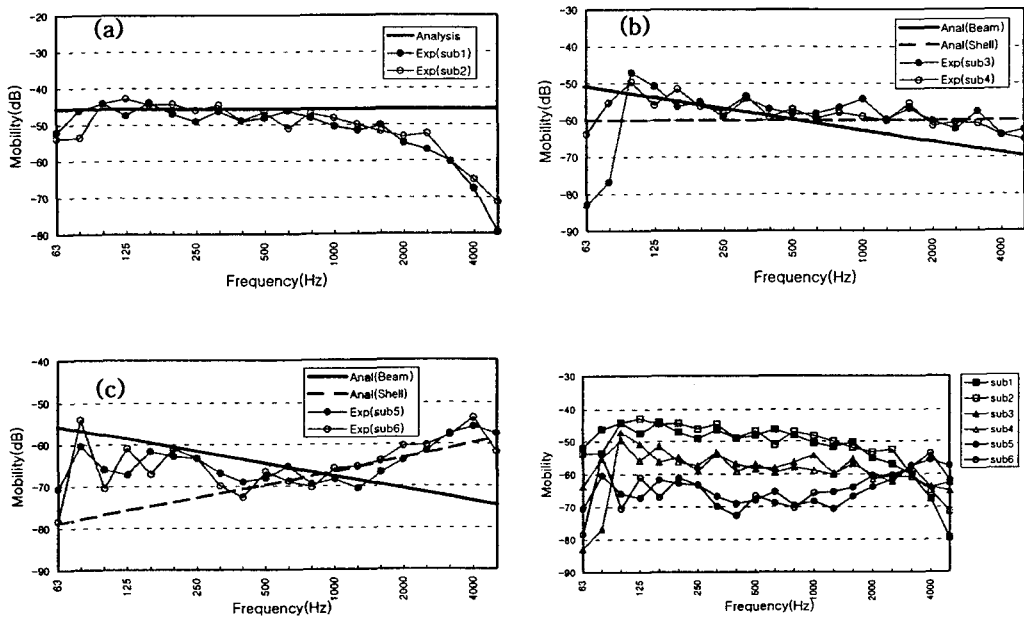 (a)
Analysis
Exp(sub1)
Exp(sub2)
Mobility(dB)
-20
-30
-40
-50
-60
-70
-80
63
125
250
500
1000
2000
4000
Frequency(Hz)
(b)
Anal(Beam)
Anal(Shell)
Exp(sub3)
Exp(sub4)
Mobility(dB)
-30
-40
-50
-60
-70
-80
-90
63
125
250
500
1000
2000
4000
Frequency(Hz)
(c)
Anal(Beam)
Anal(Shell)
Exp(sub5)
Exp(sub6)
Mobility(dB)
-40
-50
-60
-70
-80
-90
63
125
250
500
1000
2000
4000
Frequency(Hz)
sub1
sub2
sub3
sub4
sub5
sub6
Mobility
-30
-40
-50
-60
-70
-80
-90
63
125
250
500
1000
2000
4000
Frequency(Hz)